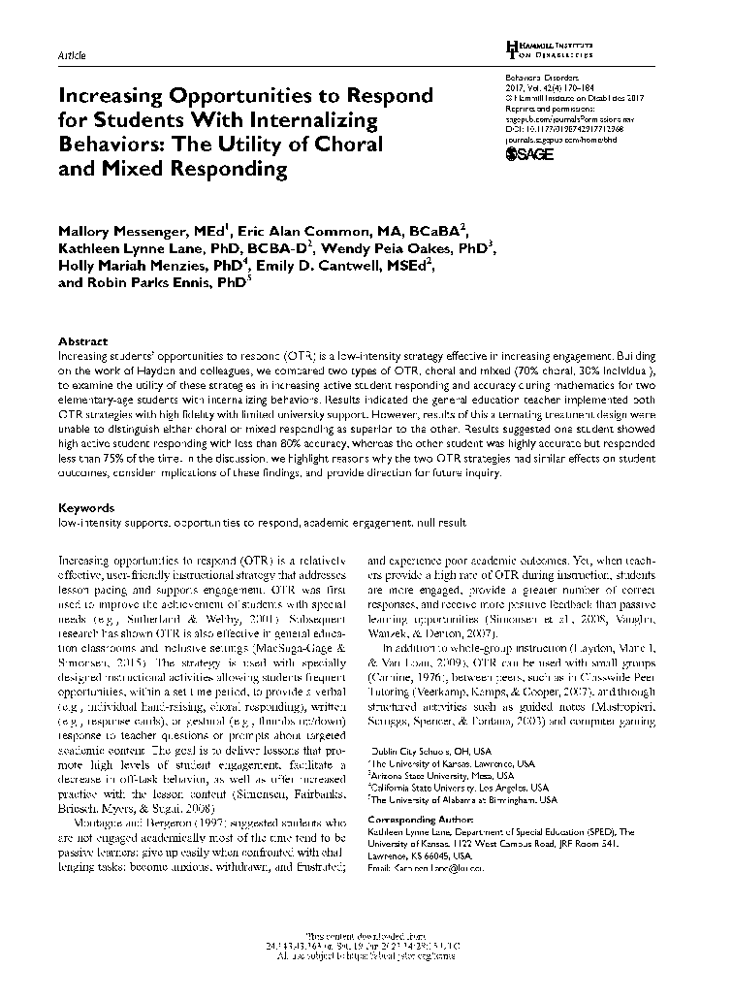 Article
HAMMILL INSTITUTE
ON DISABILITIES
Increasing Opportunities to Respond
for Students With Internalizing
Behaviors: The Utility of Choral
and Mixed Responding
Behavioral Disorders
2017, Vol. 42(4) 170–184
© Hammill Institute on Disabilities 2017
Reprints and permissions:
journals.sagepub.com/home/bhd
SAGE
Mallory Messenger, MEd1, Eric Alan Common, MA, BCaBA2,
Kathleen Lynne Lane, PhD, BCBA-D2, Wendy Peia Oakes, PhD3,
Holly Mariah Menzies, PhD4, Emily D. Cantwell, MSEd2,
and Robin Parks Ennis, PhD5
Abstract
Increasing students' opportunities to respond (OTR) is a low-intensity strategy effective in increasing engagement. Building
on the work of Haydon and colleagues, we compared two types of OTR, choral and mixed (70% choral, 30% individual),
to examine the utility of these strategies in increasing active student responding and accuracy during mathematics for two
elementary-age students with internalizing behaviors. Results indicated the general education teacher implemented both
OTR strategies with high fidelity with limited university support. However, results of this alternating treatment design were
unable to distinguish either choral or mixed responding as superior to the other. Results suggested one student showed
high active student responding with less than 80% accuracy, whereas the other student was highly accurate but responded
less than 75% of the time. In the discussion, we highlight reasons why the two OTR strategies had similar effects on student
outcomes, consider implications of these findings, and provide direction for future inquiry.
Keywords
low-intensity supports, opportunities to respond, academic engagement, null result
Increasing opportunities to respond (OTR) is a relatively
effective, user-friendly instructional strategy that addresses
lesson pacing and supports engagement. OTR was first
used to improve the achievement of students with special
needs (e.g., Sutherland & Wehby, 2001). Subsequent
research has shown OTR is also effective in general educa-
tion classrooms and inclusive settings (MacSuga-Gage &
Simonsen, 2015). The strategy is used with specially
designed instructional activities allowing students frequent
opportunities, within a set time period, to provide a verbal
(e.g., individual hand-raising, choral responding), written
(e.g., response cards), or gestural (e.g., thumbs up/down)
response to teacher questions or prompts about targeted
academic content. The goal is to deliver lessons that pro-
mote high levels of student engagement, facilitate a
decrease in off-task behavior, as well as offer increased
practice with the lesson content (Simonsen, Fairbanks,
Briesch, Myers, & Sugai, 2008).
Montague and Bergeron (1997) suggested students who
are not engaged academically most of the time tend to be
passive learners; give up easily when confronted with chal-
lenging tasks; become anxious, withdrawn, and frustrated;
and experience poor academic outcomes. Yet, when teach-
ers provide a high rate of OTR during instruction, students
are more engaged, provide a greater number of correct
responses, and receive more positive feedback than passive
learning opportunities (Simonsen et al., 2008; Vaughn,
Wanzek, & Denton, 2007).
In addition to whole-group instruction (Haydon, Mancil,
& Van Loan, 2009), OTR can be used with small groups
(Carnine, 1976), between peers, such as in Classwide Peer
Tutoring (Veerkamp, Kamps, & Cooper, 2007), and through
structured activities such as guided notes (Mastropieri,
Scruggs, Spencer, & Fontana, 2003) and computer gaming
1Dublin City Schools, OH, USA
2The University of Kansas, Lawrence, USA
3Arizona State University, Mesa, USA
4California State University, Los Angeles, USA
5The University of Alabama at Birmingham, USA
Corresponding Author:
Kathleen Lynne Lane, Department of Special Education (SPED), The
University of Kansas, 1122 West Campus Road, JRP Room 541,
Lawrence, KS 66045, USA.
Email: Kathleen.Lane@ku.edu
This content downloaded from
All use subject to https://about.jstor.org/terms